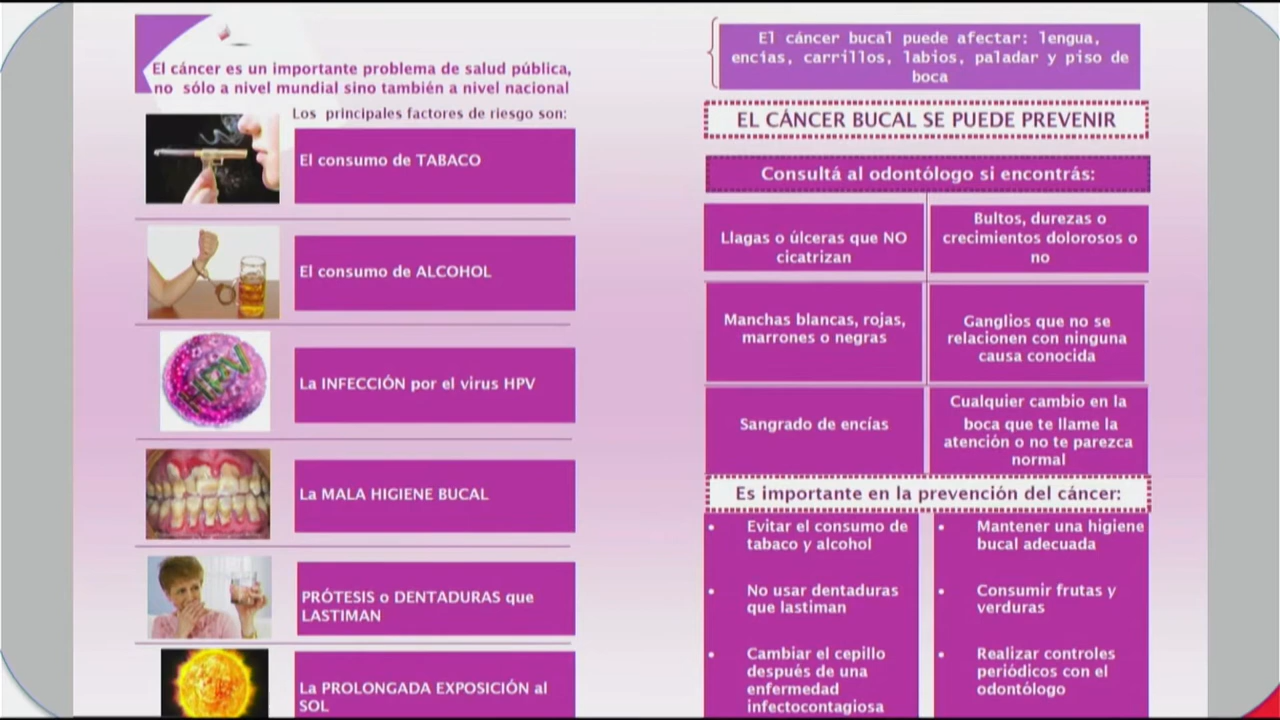 El cáncer es un importante problema de salud pública,
no sólo a nivel mundial sino también a nivel nacional
Los principales factores de riesgo son:
El consumo de TABACO
El consumo de ALCOHOL
HPV
La INFECCIÓN por el virus HPV
La MALA HIGIENE BUCAL
PRÓTESIS o DENTADURAS que
LASTIMAN
La PROLONGADA EXPOSICIÓN al
SOL
El cáncer bucal puede afectar: lengua,
encías, carrillos, labios, paladar y piso de
boca
EL CÁNCER BUCAL SE PUEDE PREVENIR
Consultá al odontólogo si encontrás:
Llagas o úlceras que NO
cicatrizan
Bultos, durezas o
crecimientos dolorosos o
no
Manchas blancas, rojas,
marrones o negras
Ganglios que no se
relacionen con ninguna
causa conocida
Sangrado de encías
Cualquier cambio en la
boca que te llame la
atención o no te parezca
normal
Es importante en la prevención del cáncer:
• Evitar el consumo de
tabaco y alcohol
• No usar dentaduras
que lastiman
• Cambiar el cepillo
después de una
enfermedad
infectocontagiosa
• Mantener una higiene
bucal adecuada
• Consumir frutas y
verduras
• Realizar controles
periódicos con el
odontólogo